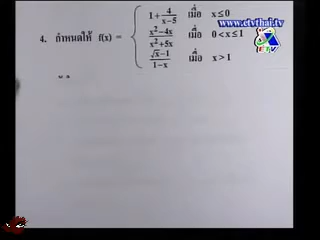 www.etvthai.tv
ETV
4. กำหนดให้ f(x) = { 1 + 4/(x-5) เมื่อ x ≤ 0
(x²-4x)/(x²+5x) เมื่อ 0 < x ≤ 1
(√x-1)/(1-x) เมื่อ x > 1